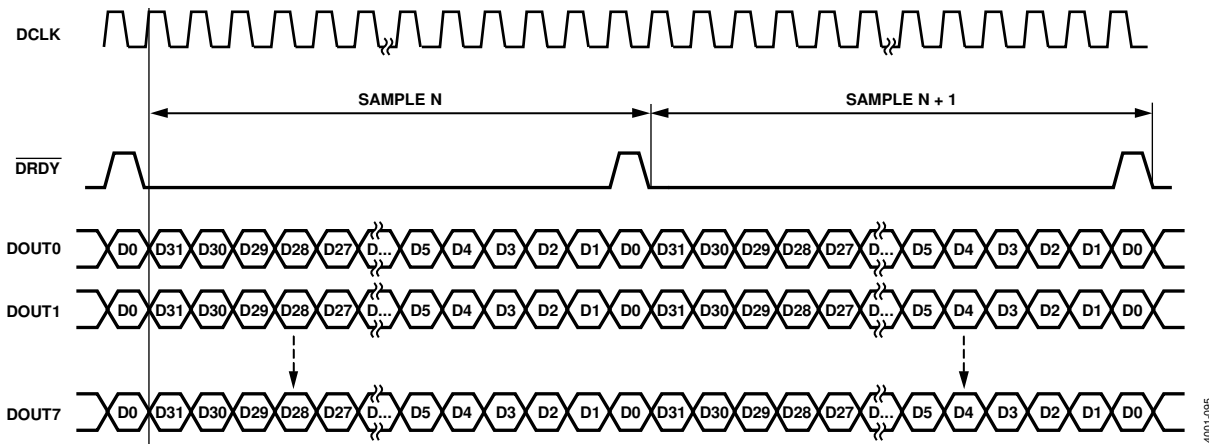 DCLK
SAMPLE N SAMPLE N + 1
DRDY
DOUT0 D0 D31 D30 D29 D28 D27 D... D5 D4 D3 D2 D1 D0 D31 D30 D29 D28 D27 D... D5 D4 D3 D2 D1 D0
DOUT1 D0 D31 D30 D29 D28 D27 D... D5 D4 D3 D2 D1 D0 D31 D30 D29 D28 D27 D... D5 D4 D3 D2 D1 D0
DOUT7 D0 D31 D30 D29 D28 D27 D... D5 D4 D3 D2 D1 D0 D31 D30 D29 D28 D27 D... D5 D4 D3 D2 D1 D0
4001-095